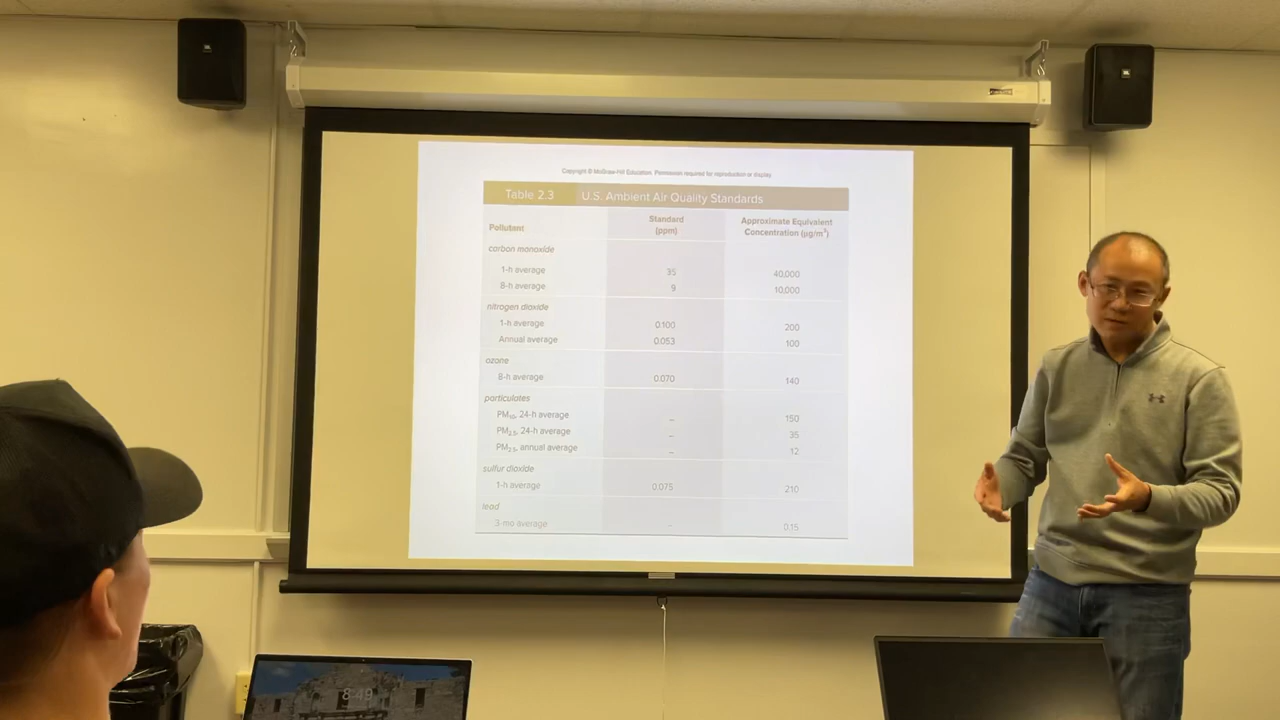 JBL
JBL
Copyright © McGraw-Hill Education. Permission required for reproduction or display.
Table 2.3 U.S. Ambient Air Quality Standards
Pollutant Standard (ppm) Approximate Equivalent Concentration (μg/m³)
carbon monoxide
1-h average 35 40,000
8-h average 9 10,000
nitrogen dioxide
1-h average 0.100 200
Annual average 0.053 100
ozone
8-h average 0.070 140
particulates
PM₁₀, 24-h average – 150
PM₂.₅, 24-h average – 35
PM₂.₅, annual average – 12
sulfur dioxide
1-h average 0.075 210
lead
3-mo average – 0.15
8:49